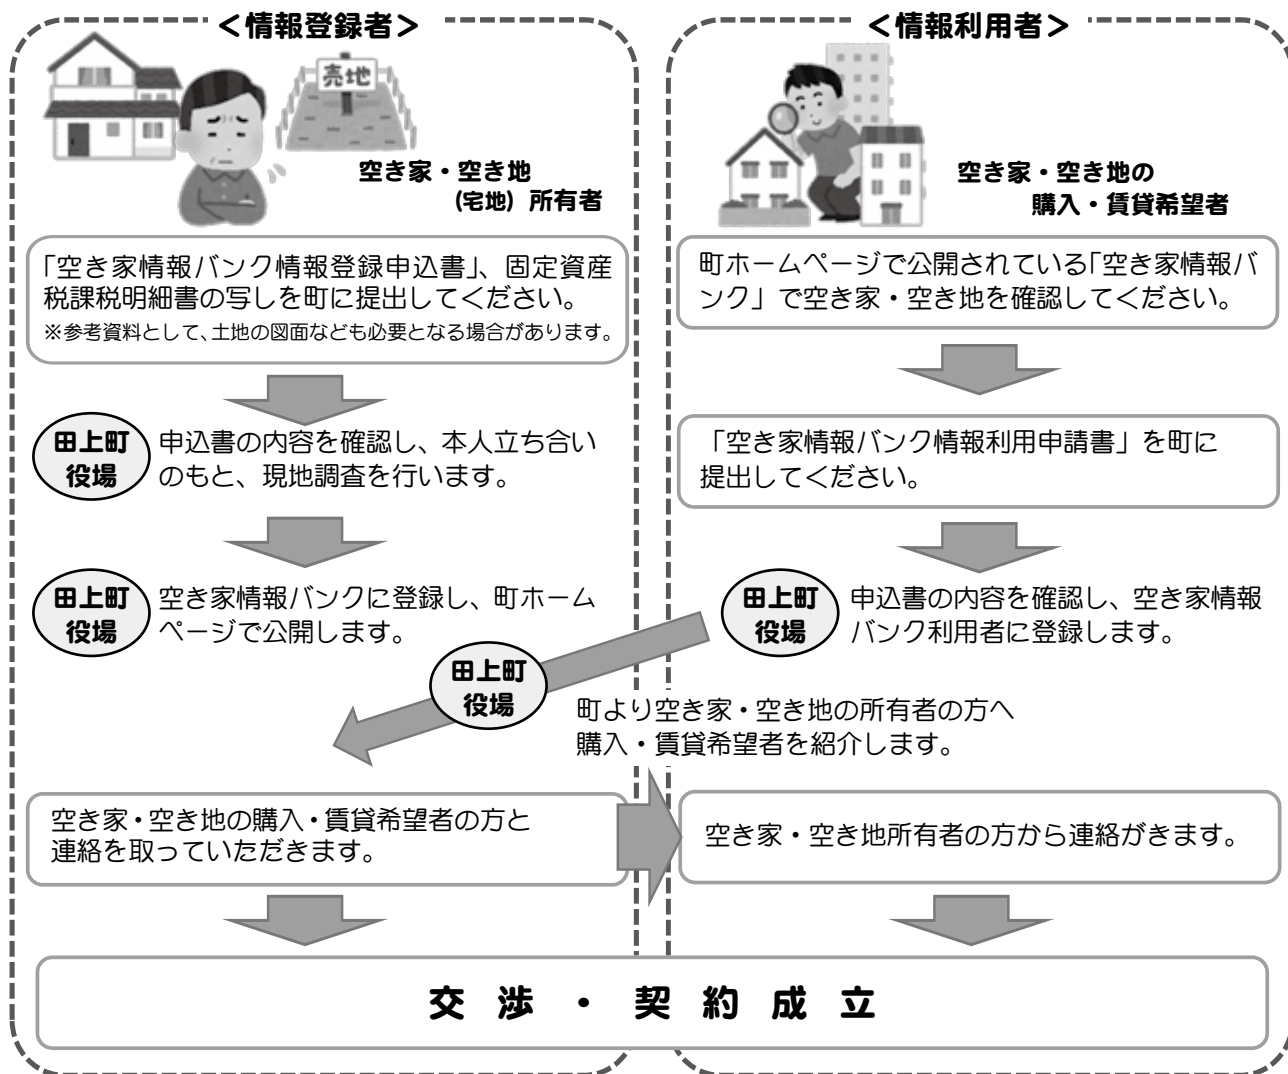 ＜情報登録者＞
売地
空き家・空き地
（宅地）所有者
「空き家情報バンク情報登録申込書」、固定資産
税課税明細書の写しを町に提出してください。
※参考資料として、土地の図面なども必要となる場合があります。
田上町
役場
申込書の内容を確認し、本人立ち合い
のもと、現地調査を行います。
田上町
役場
空き家情報バンクに登録し、町ホーム
ページで公開します。
＜情報利用者＞
空き家・空き地の
購入・賃貸希望者
町ホームページで公開されている「空き家情報バ
ンク」で空き家・空き地を確認してください。
「空き家情報バンク情報利用申請書」を町に
提出してください。
田上町
役場
申込書の内容を確認し、空き家情報
バンク利用者に登録します。
田上町
役場
町より空き家・空き地の所有者の方へ
購入・賃貸希望者を紹介します。
空き家・空き地の購入・賃貸希望者の方と
連絡を取っていただきます。
空き家・空き地所有者の方から連絡がきます。
交渉・契約成立